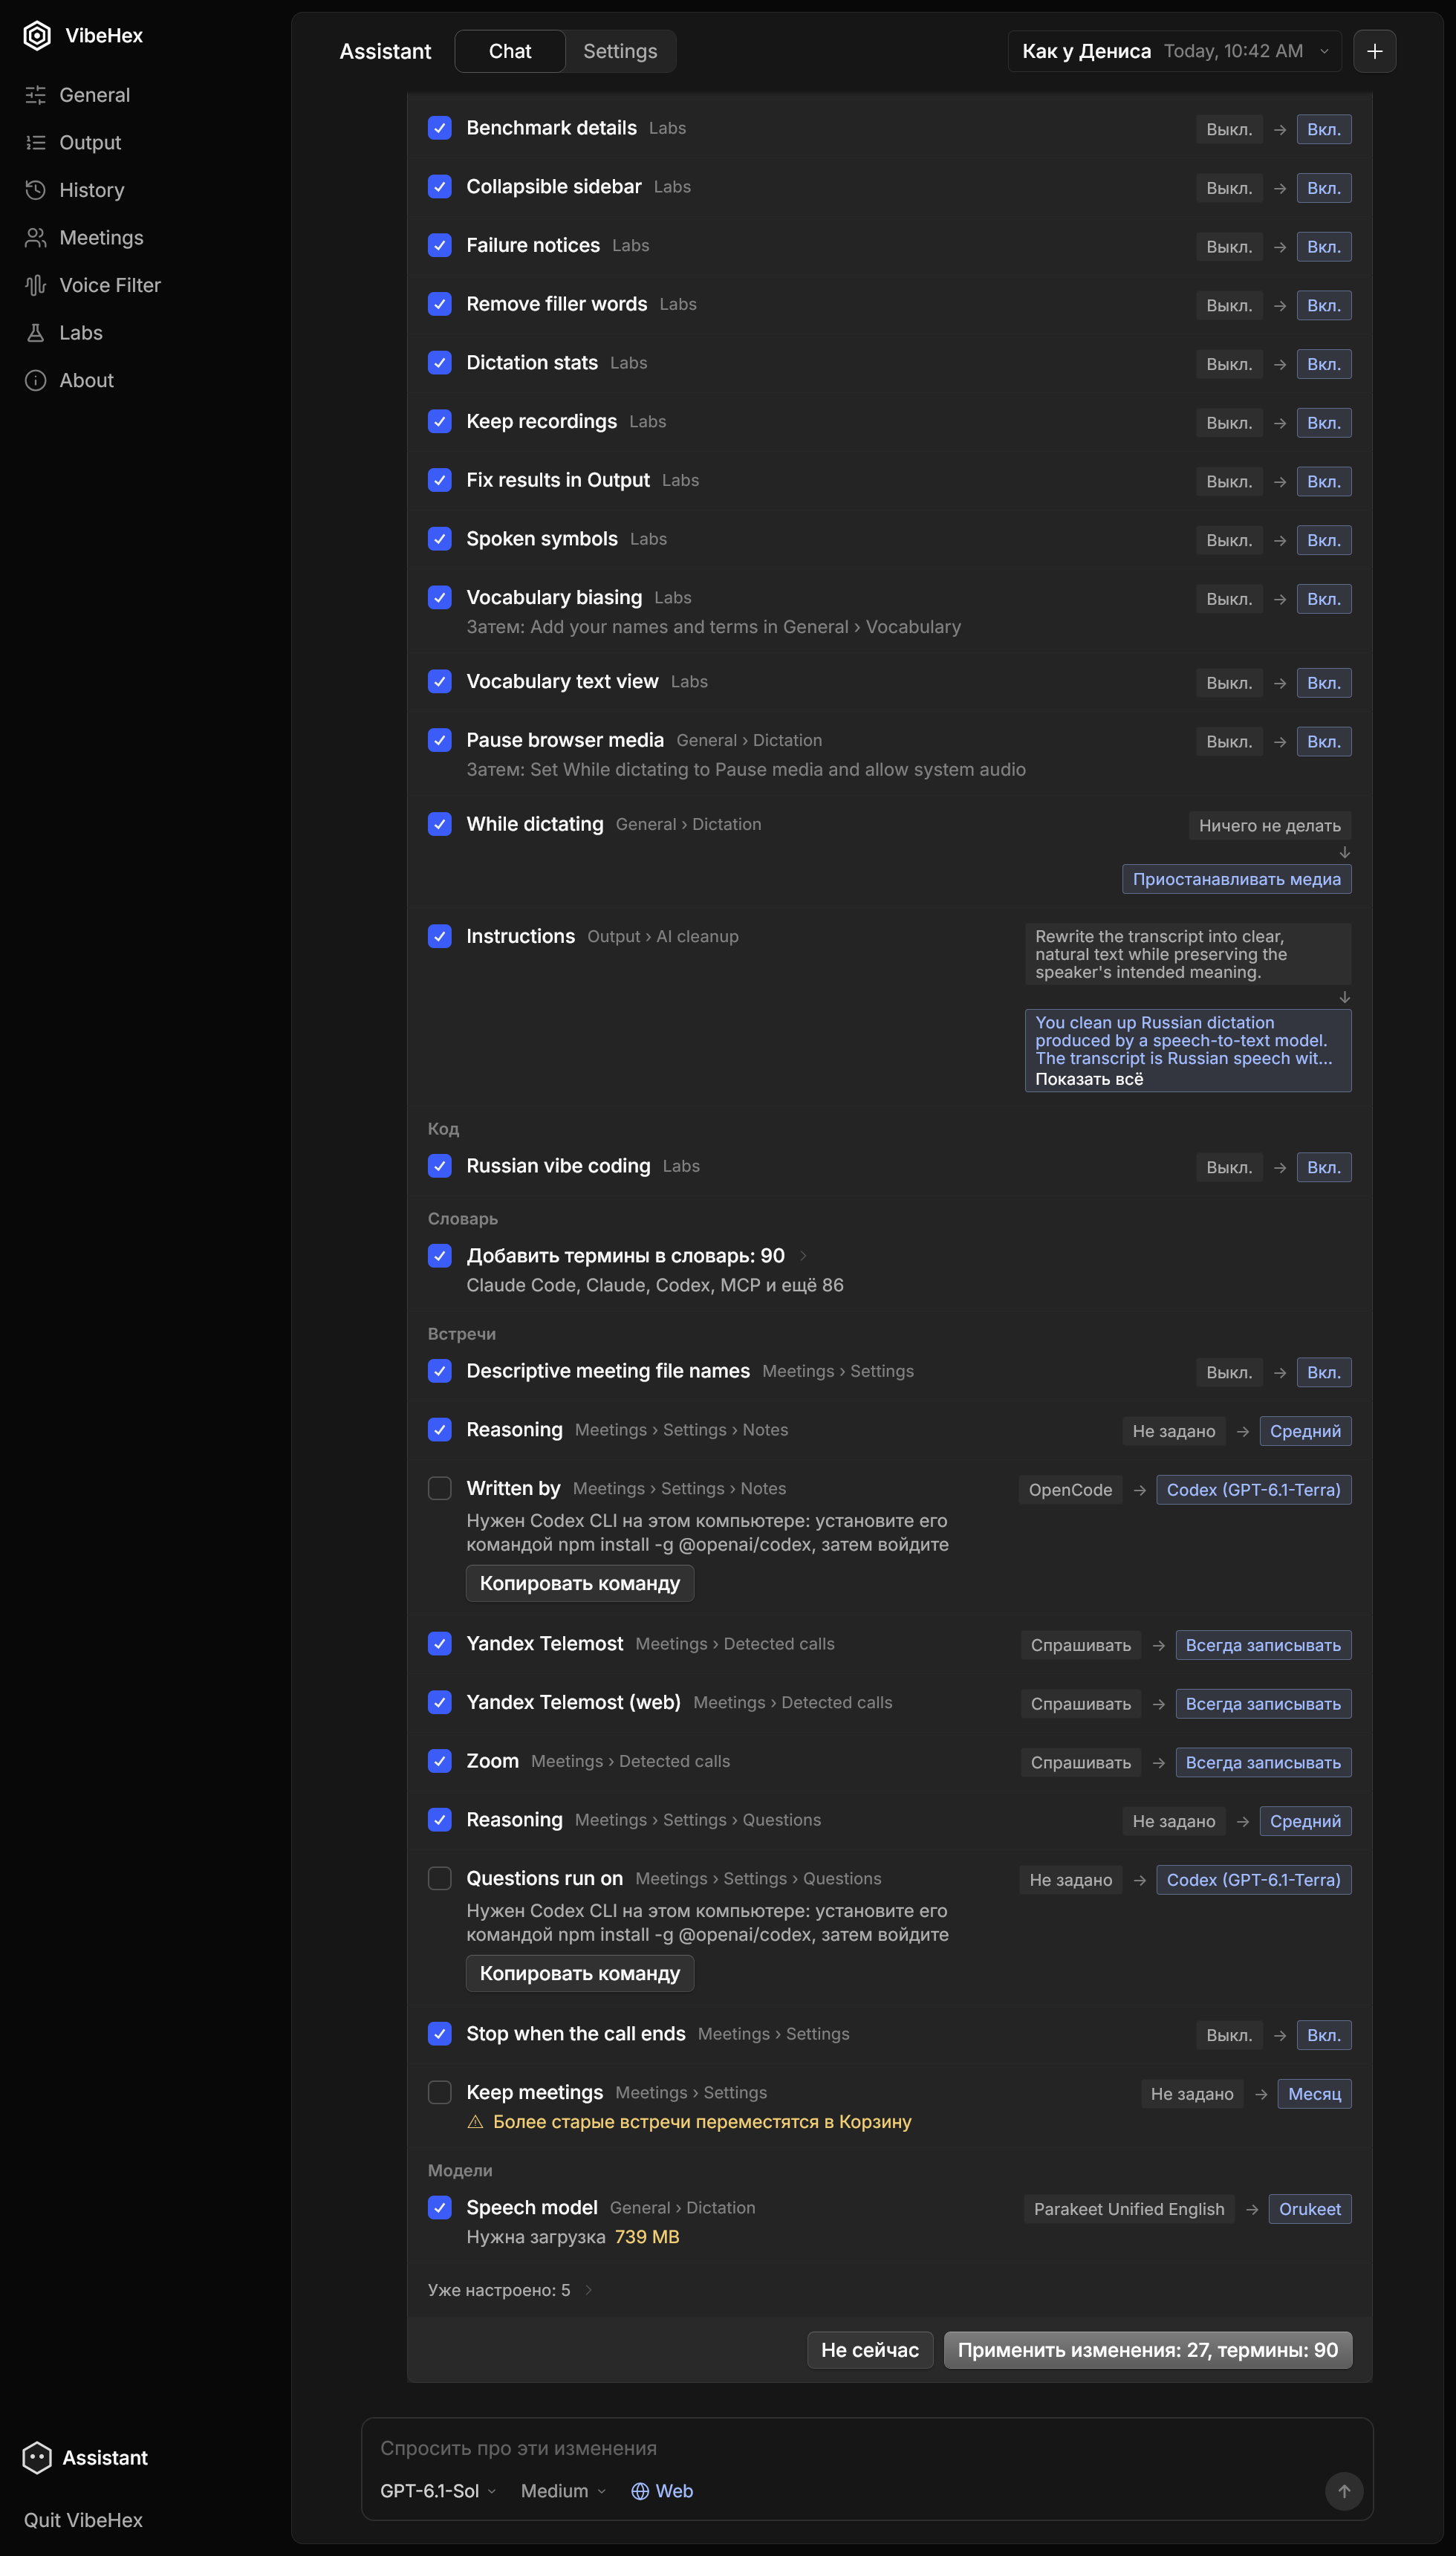 VibeHex
General
Output
History
Meetings
Voice Filter
Labs
About
Assistant
Chat
Settings
Как у Дениса Today, 10:42 AM
Benchmark details Labs Выкл. → Вкл.
Collapsible sidebar Labs Выкл. → Вкл.
Failure notices Labs Выкл. → Вкл.
Remove filler words Labs Выкл. → Вкл.
Dictation stats Labs Выкл. → Вкл.
Keep recordings Labs Выкл. → Вкл.
Fix results in Output Labs Выкл. → Вкл.
Spoken symbols Labs Выкл. → Вкл.
Vocabulary biasing Labs Выкл. → Вкл.
Затем: Add your names and terms in General › Vocabulary
Vocabulary text view Labs Выкл. → Вкл.
Pause browser media General › Dictation Выкл. → Вкл.
Затем: Set While dictating to Pause media and allow system audio
While dictating General › Dictation Ничего не делать
↓
Приостанавливать медиа
Instructions Output › AI cleanup
Rewrite the transcript into clear,
natural text while preserving the
speaker's intended meaning.
↓
You clean up Russian dictation
produced by a speech-to-text model.
The transcript is Russian speech wit...
Показать всё
Код
Russian vibe coding Labs Выкл. → Вкл.
Словарь
Добавить термины в словарь: 90 ›
Claude Code, Claude, Codex, MCP и ещё 86
Встречи
Descriptive meeting file names Meetings › Settings Выкл. → Вкл.
Reasoning Meetings › Settings › Notes Не задано → Средний
Written by Meetings › Settings › Notes OpenCode → Codex (GPT-6.1-Terra)
Нужен Codex CLI на этом компьютере: установите его
командой npm install -g @openai/codex, затем войдите
Копировать команду
Yandex Telemost Meetings › Detected calls Спрашивать → Всегда записывать
Yandex Telemost (web) Meetings › Detected calls Спрашивать → Всегда записывать
Zoom Meetings › Detected calls Спрашивать → Всегда записывать
Reasoning Meetings › Settings › Questions Не задано → Средний
Questions run on Meetings › Settings › Questions Не задано → Codex (GPT-6.1-Terra)
Нужен Codex CLI на этом компьютере: установите его
командой npm install -g @openai/codex, затем войдите
Копировать команду
Stop when the call ends Meetings › Settings Выкл. → Вкл.
Keep meetings Meetings › Settings Не задано → Месяц
⚠ Более старые встречи переместятся в Корзину
Модели
Speech model General › Dictation Parakeet Unified English → Orukeet
Нужна загрузка 739 MB
Уже настроено: 5 ›
Не сейчас
Применить изменения: 27, термины: 90
Спросить про эти изменения
GPT-6.1-Sol Medium Web
Assistant
Quit VibeHex